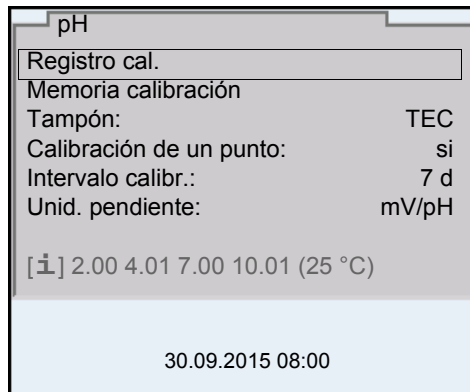 pH
Registro cal.
Memoria calibración
Tampón: TEC
Calibración de un punto: si
Intervalo calibr.: 7 d
Unid. pendiente: mV/pH
[i] 2.00 4.01 7.00 10.01 (25 °C)
30.09.2015 08:00